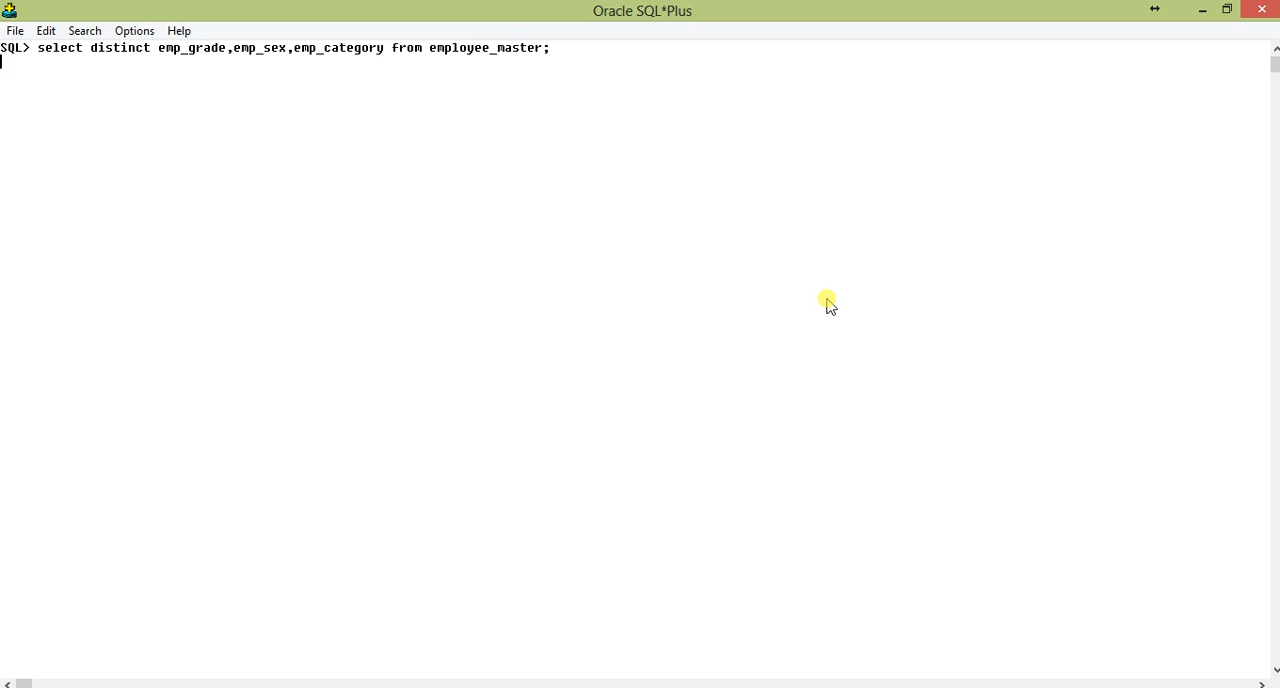 Oracle SQL*Plus
File Edit Search Options Help
SQL> select distinct emp_grade,emp_sex,emp_category from employee_master;